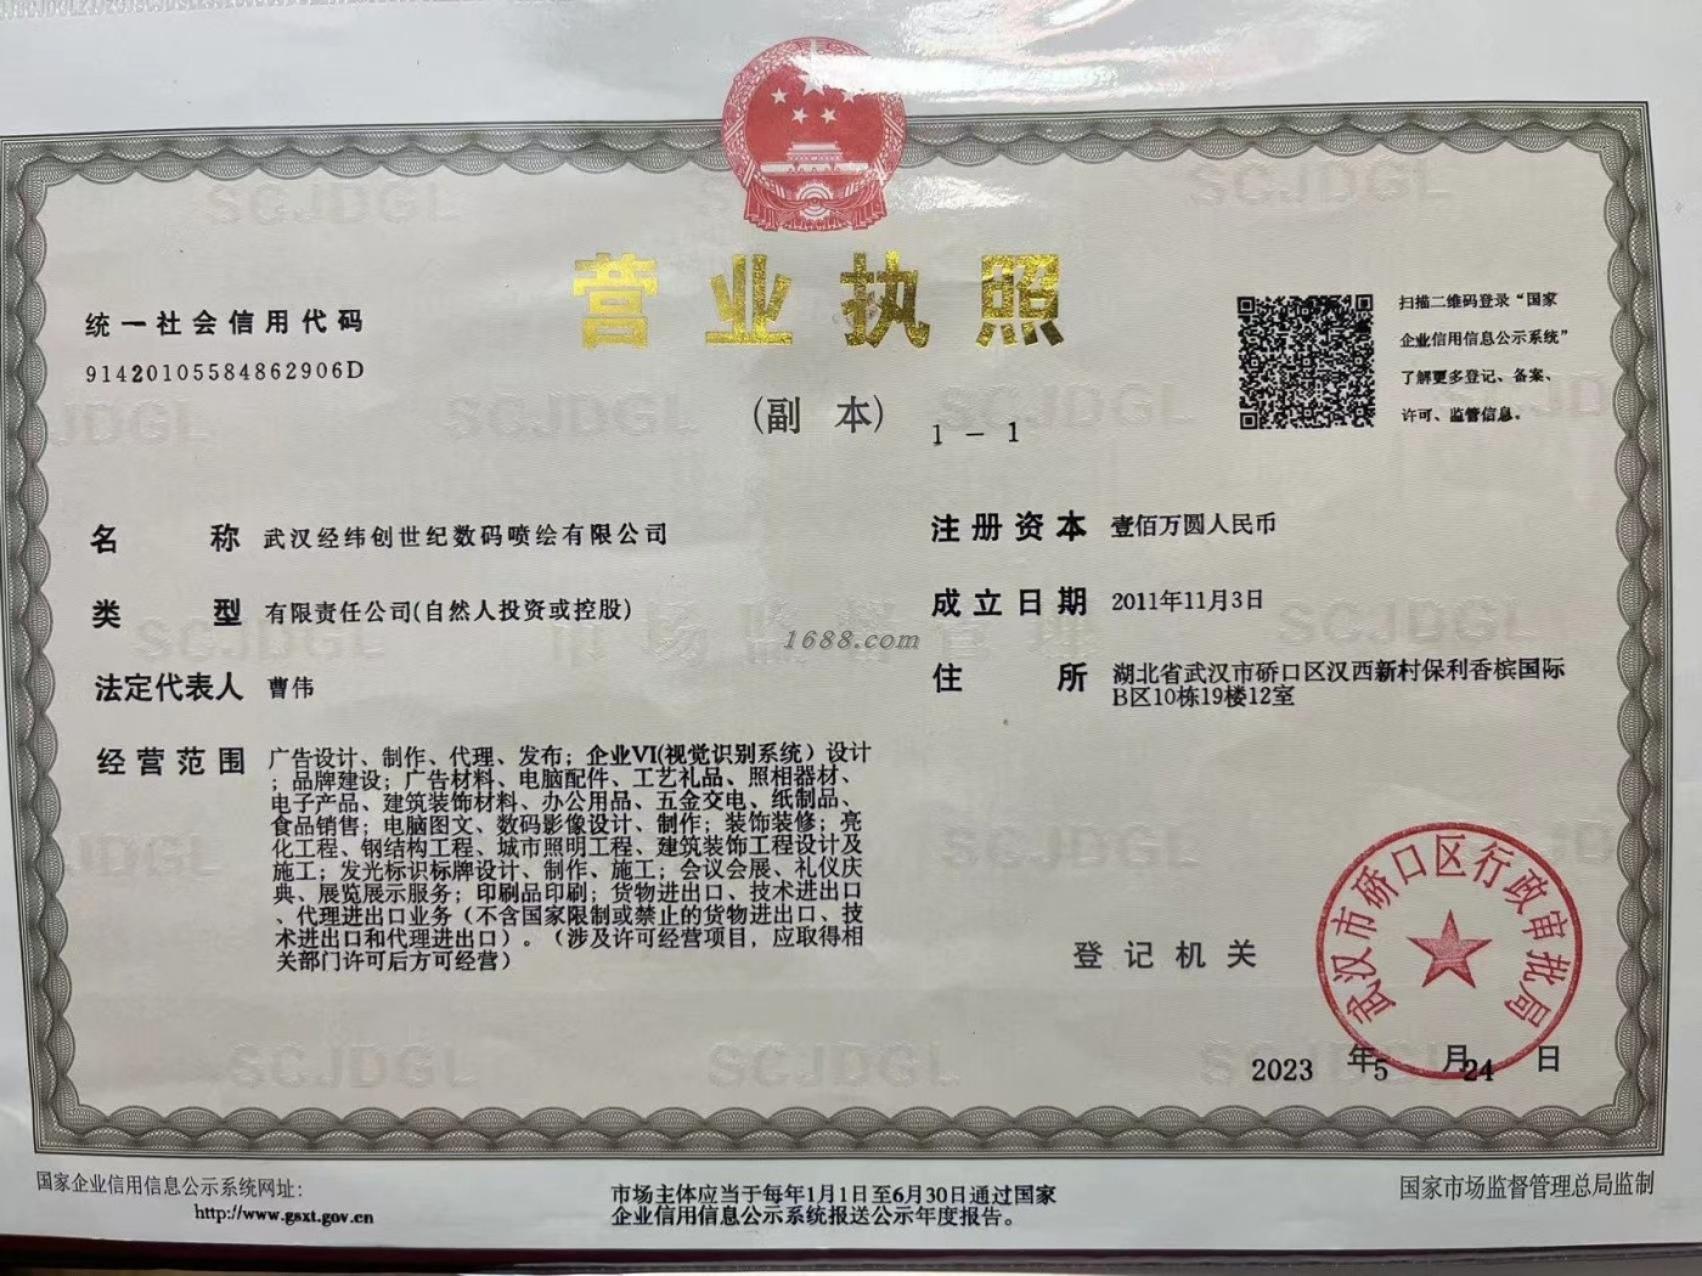 营业执照
(副 本)
1 - 1
统一社会信用代码
91420105584862906D
扫描二维码登录“国家
企业信用信息公示系统”
了解更多登记、备案、
许可、监管信息。
名 称 武汉经纬创世纪数码喷绘有限公司
类 型 有限责任公司(自然人投资或控股)
法定代表人 曹伟
经营范围 广告设计、制作、代理、发布；企业VI(视觉识别系统）设计
；品牌建设；广告材料、电脑配件、工艺礼品、照相器材、
电子产品、建筑装饰材料、办公用品、五金交电、纸制品、
食品销售；电脑图文、数码影像设计、制作；装饰装修；亮
化工程、钢结构工程、城市照明工程、建筑装饰工程设计及
施工；发光标识标牌设计、制作、施工；会议会展、礼仪庆
典、展览展示服务；印刷品印刷；货物进出口、技术进出口
、代理进出口业务（不含国家限制或禁止的货物进出口、技
术进出口和代理进出口）。（涉及许可经营项目，应取得相
关部门许可后方可经营）
注册资本 壹佰万圆人民币
成立日期 2011年11月3日
住 所 湖北省武汉市硚口区汉西新村保利香槟国际
B区10栋19楼12室
1688.com
登记机关
武汉市硚口区行政审批局
2023 年5 月24 日
国家企业信用信息公示系统网址：
http://www.gsxt.gov.cn
市场主体应当于每年1月1日至6月30日通过国家
企业信用信息公示系统报送公示年度报告。
国家市场监督管理总局监制
SCJDGL
SCJDGL
JDGL
SCJDGL
SCJDGL
JD
SCJDGL
市场监督管理
SCJDGL
JDGL
SCJDGL
SCJDGL
SCJDGL
SCJDGL